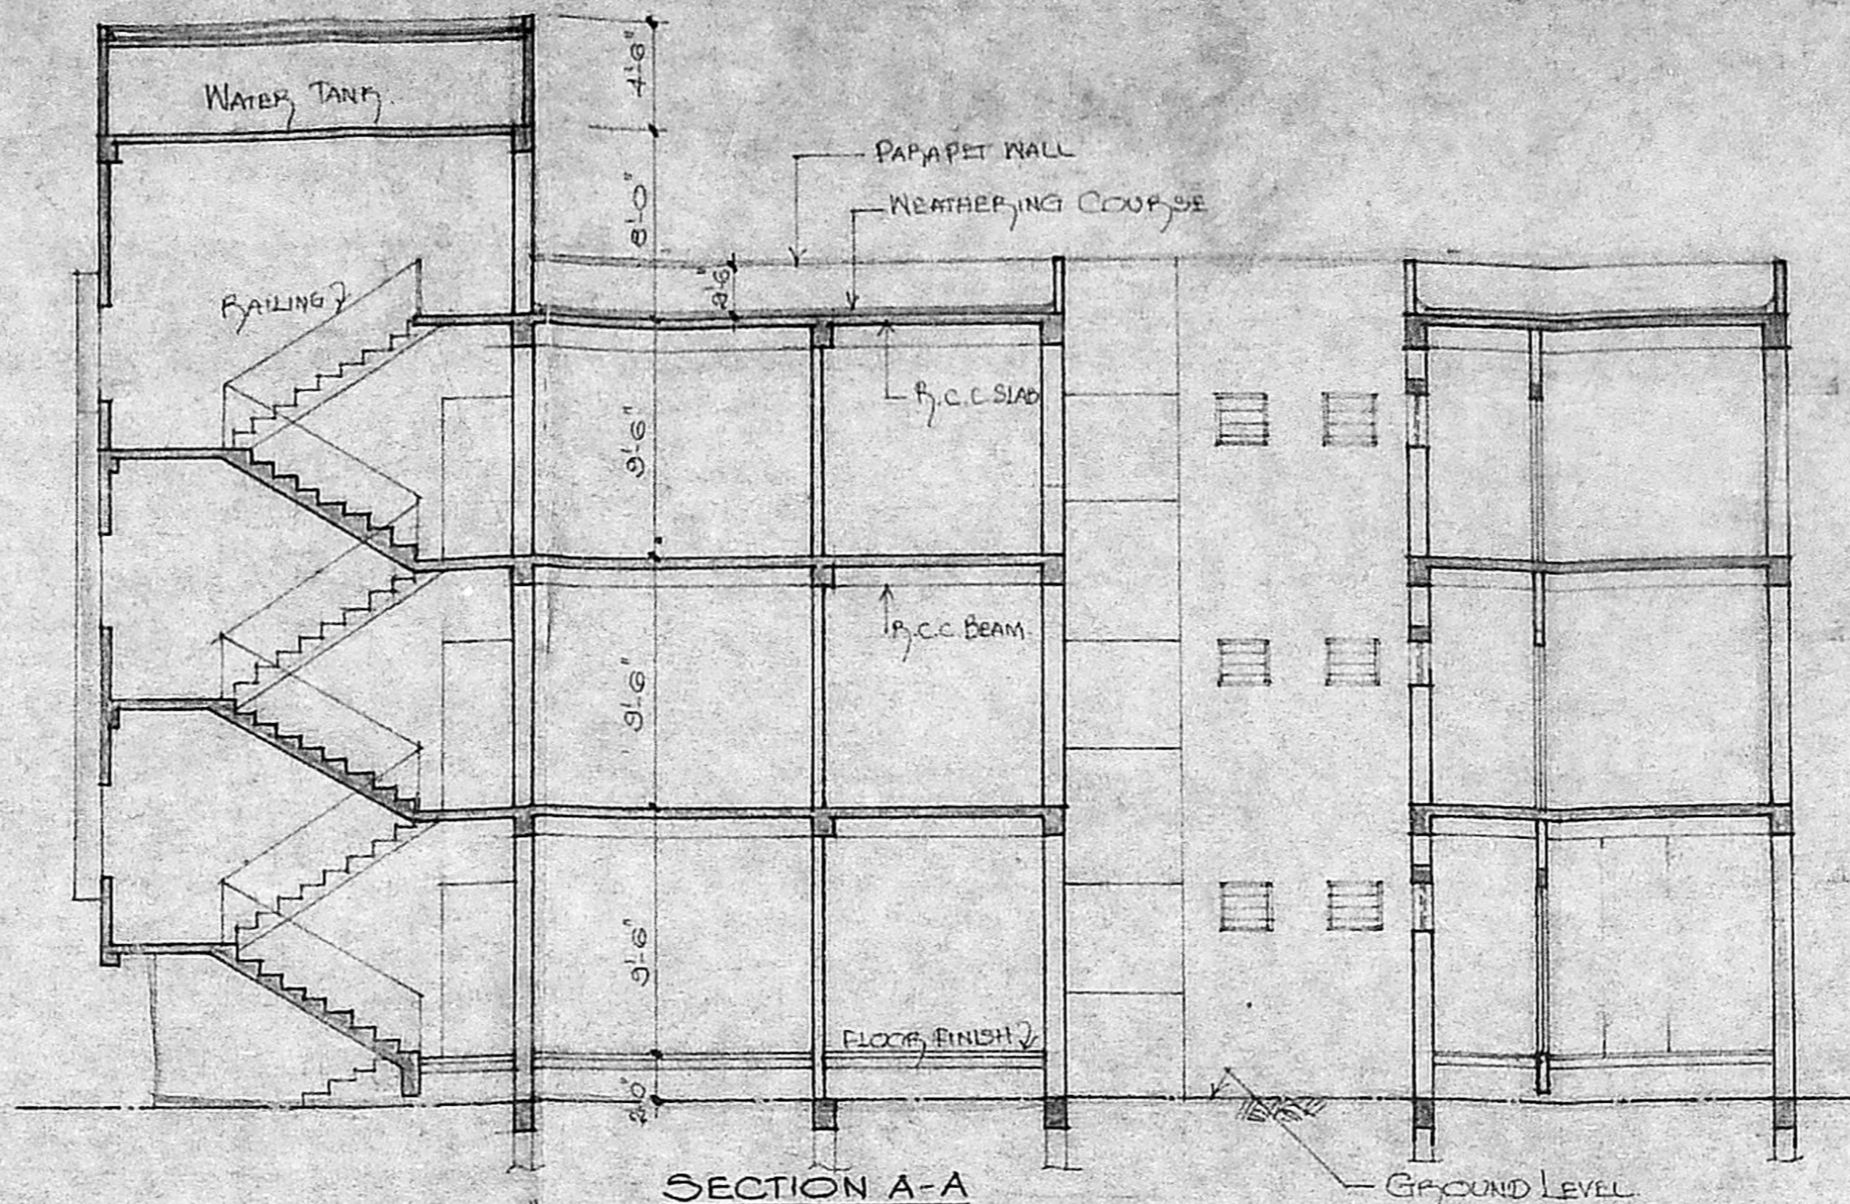 4'-6"
WATER TANK.
PARAPET WALL
8'-0"
WEATHERING COURSE
2'-6"
RAILING
R.C.C SLAB
9'-6"
R.C.C. BEAM.
9'-6"
9'-6"
FLOOR FINISH
2'-0"
SECTION A-A
GROUND LEVEL